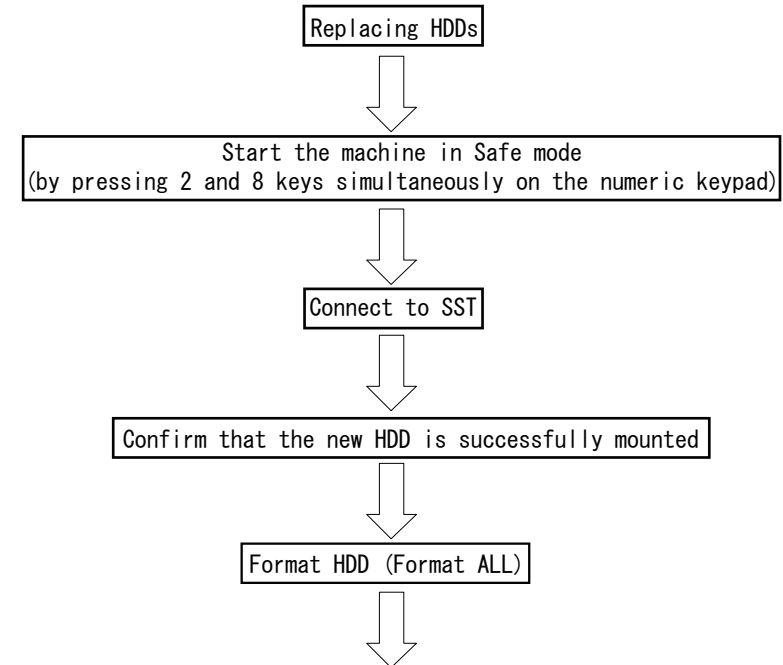 Replacing HDDs
Start the machine in Safe mode
(by pressing 2 and 8 keys simultaneously on the numeric keypad)
Connect to SST
Confirm that the new HDD is successfully mounted
Format HDD (Format ALL)